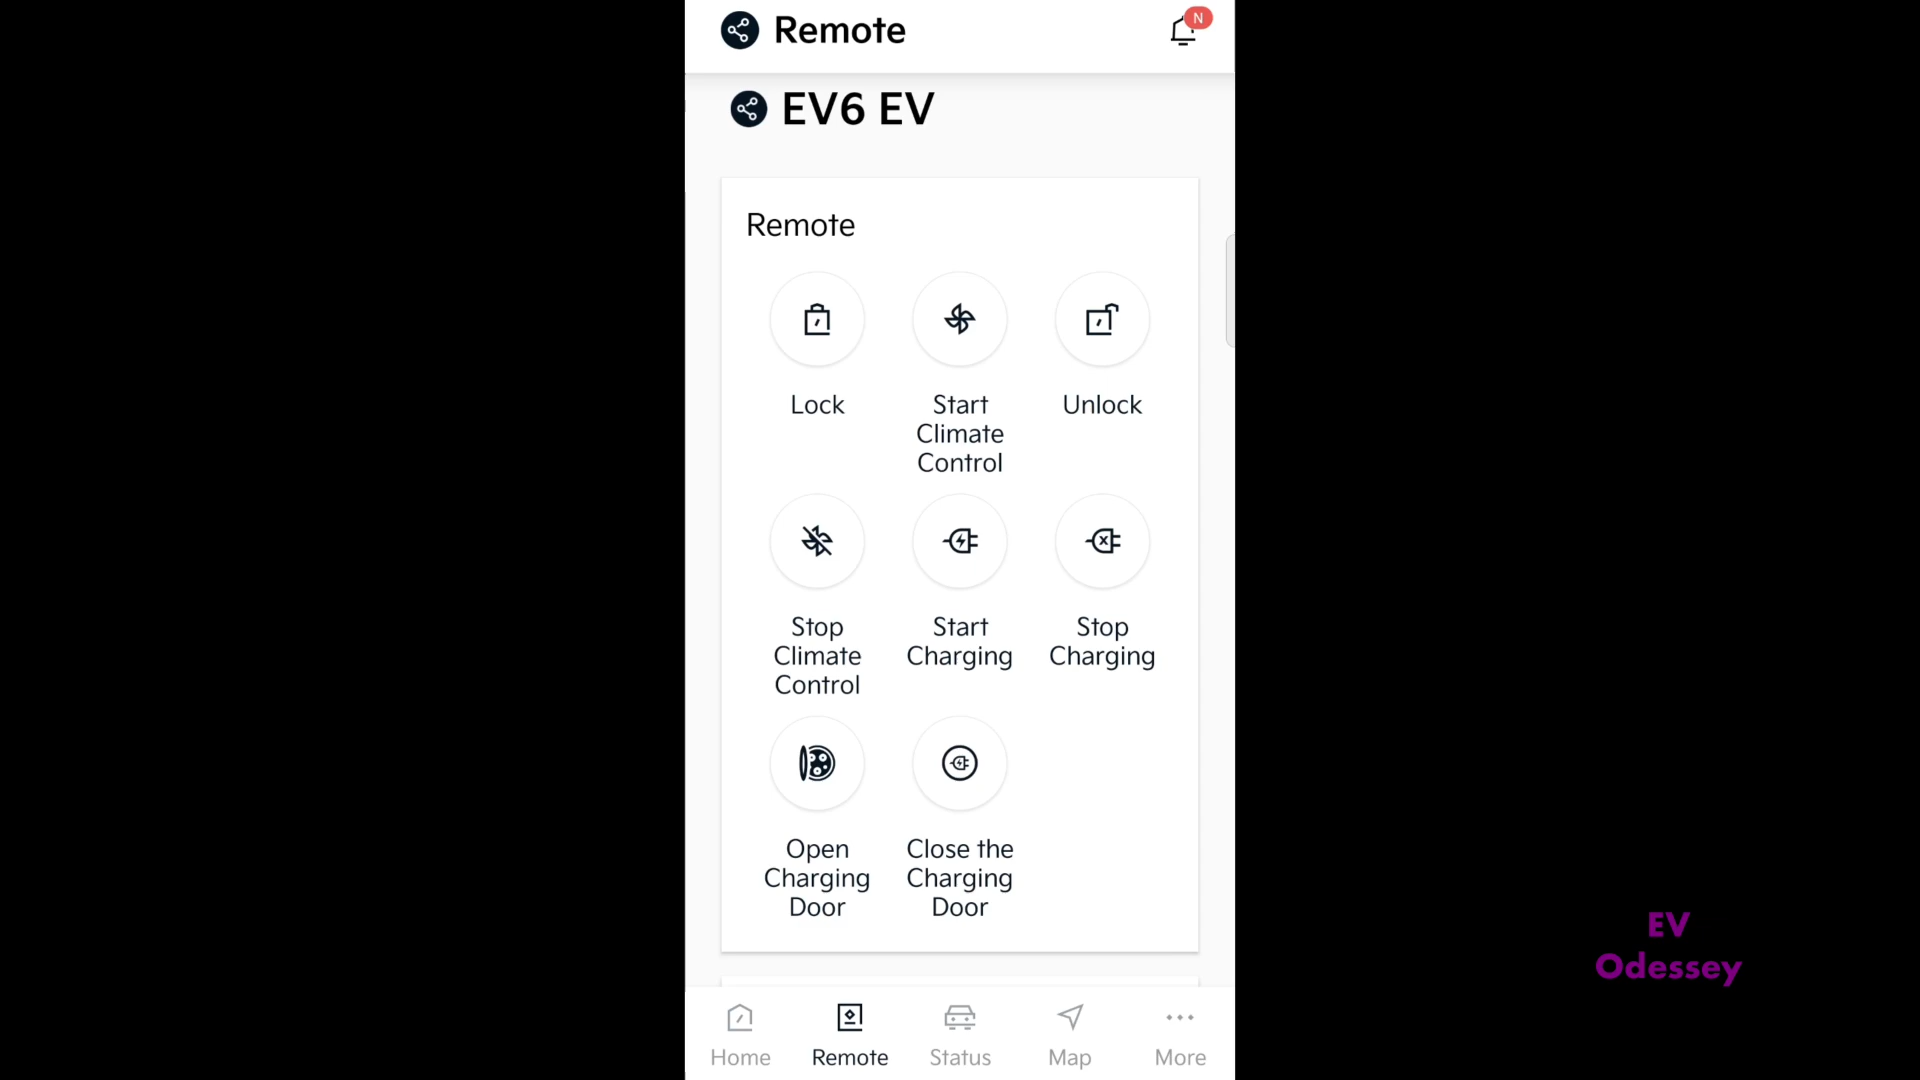 Remote
N
EV6 EV
Remote
Lock
Start
Climate
Control
Unlock
Stop
Climate
Control
Start
Charging
Stop
Charging
Open
Charging
Door
Close the
Charging
Door
EV
Odessey
Home
Remote
Status
Map
More